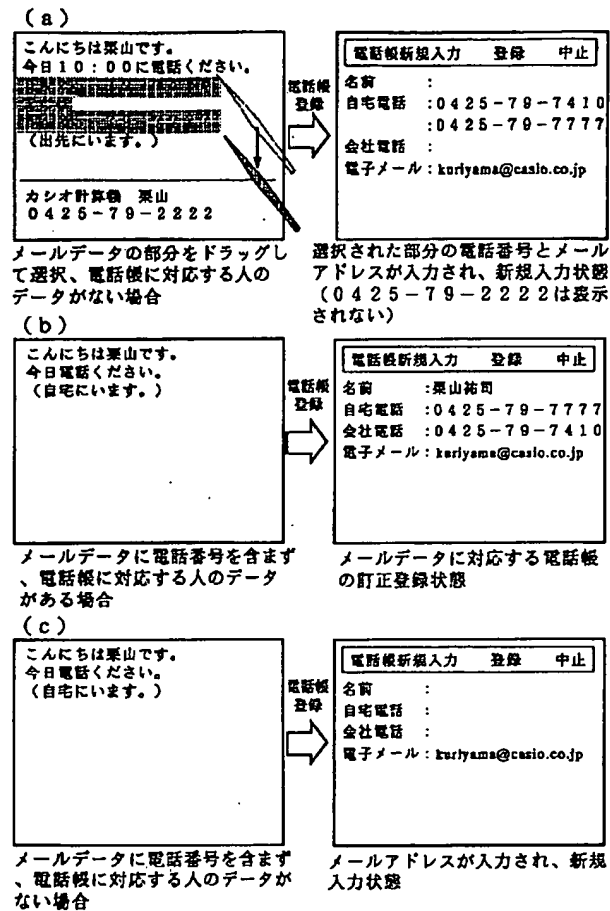 (a)
こんにちは栗山です。
今日10:00に電話ください。
(出先にいます。)
カシオ計算機 栗山
0425-79-2222
電話帳
登録
電話帳新規入力 登録 中止
名前 :
自宅電話 :0425-79-7410
:0425-79-7777
会社電話 :
電子メール:kuriyama@casio.co.jp
メールデータの部分をドラッグし
て選択、電話帳に対応する人の
データがない場合
選択された部分の電話番号とメール
アドレスが入力され、新規入力状態
(0425-79-2222は表示
されない)
(b)
こんにちは栗山です。
今日電話ください。
(自宅にいます。)
電話帳
登録
電話帳新規入力 登録 中止
名前 :栗山祐司
自宅電話 :0425-79-7777
会社電話 :0425-79-7410
電子メール:kuriyama@casio.co.jp
メールデータに電話番号を含まず
、電話帳に対応する人のデータ
がある場合
メールデータに対応する電話帳
の訂正登録状態
(c)
こんにちは栗山です。
今日電話ください。
(自宅にいます。)
電話帳
登録
電話帳新規入力 登録 中止
名前 :
自宅電話 :
会社電話 :
電子メール:kuriyama@casio.co.jp
メールデータに電話番号を含まず
、電話帳に対応する人のデータが
ない場合
メールアドレスが入力され、新規
入力状態